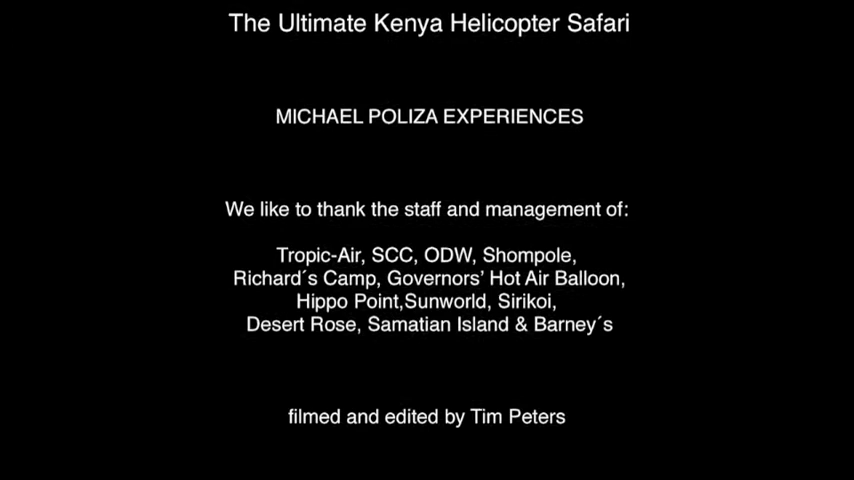 The Ultimate Kenya Helicopter Safari
MICHAEL POLIZA EXPERIENCES
We like to thank the staff and management of:
Tropic-Air, SCC, ODW, Shompole,
Richard´s Camp, Governors’ Hot Air Balloon,
Hippo Point,Sunworld, Sirikoi,
Desert Rose, Samatian Island & Barney´s
filmed and edited by Tim Peters